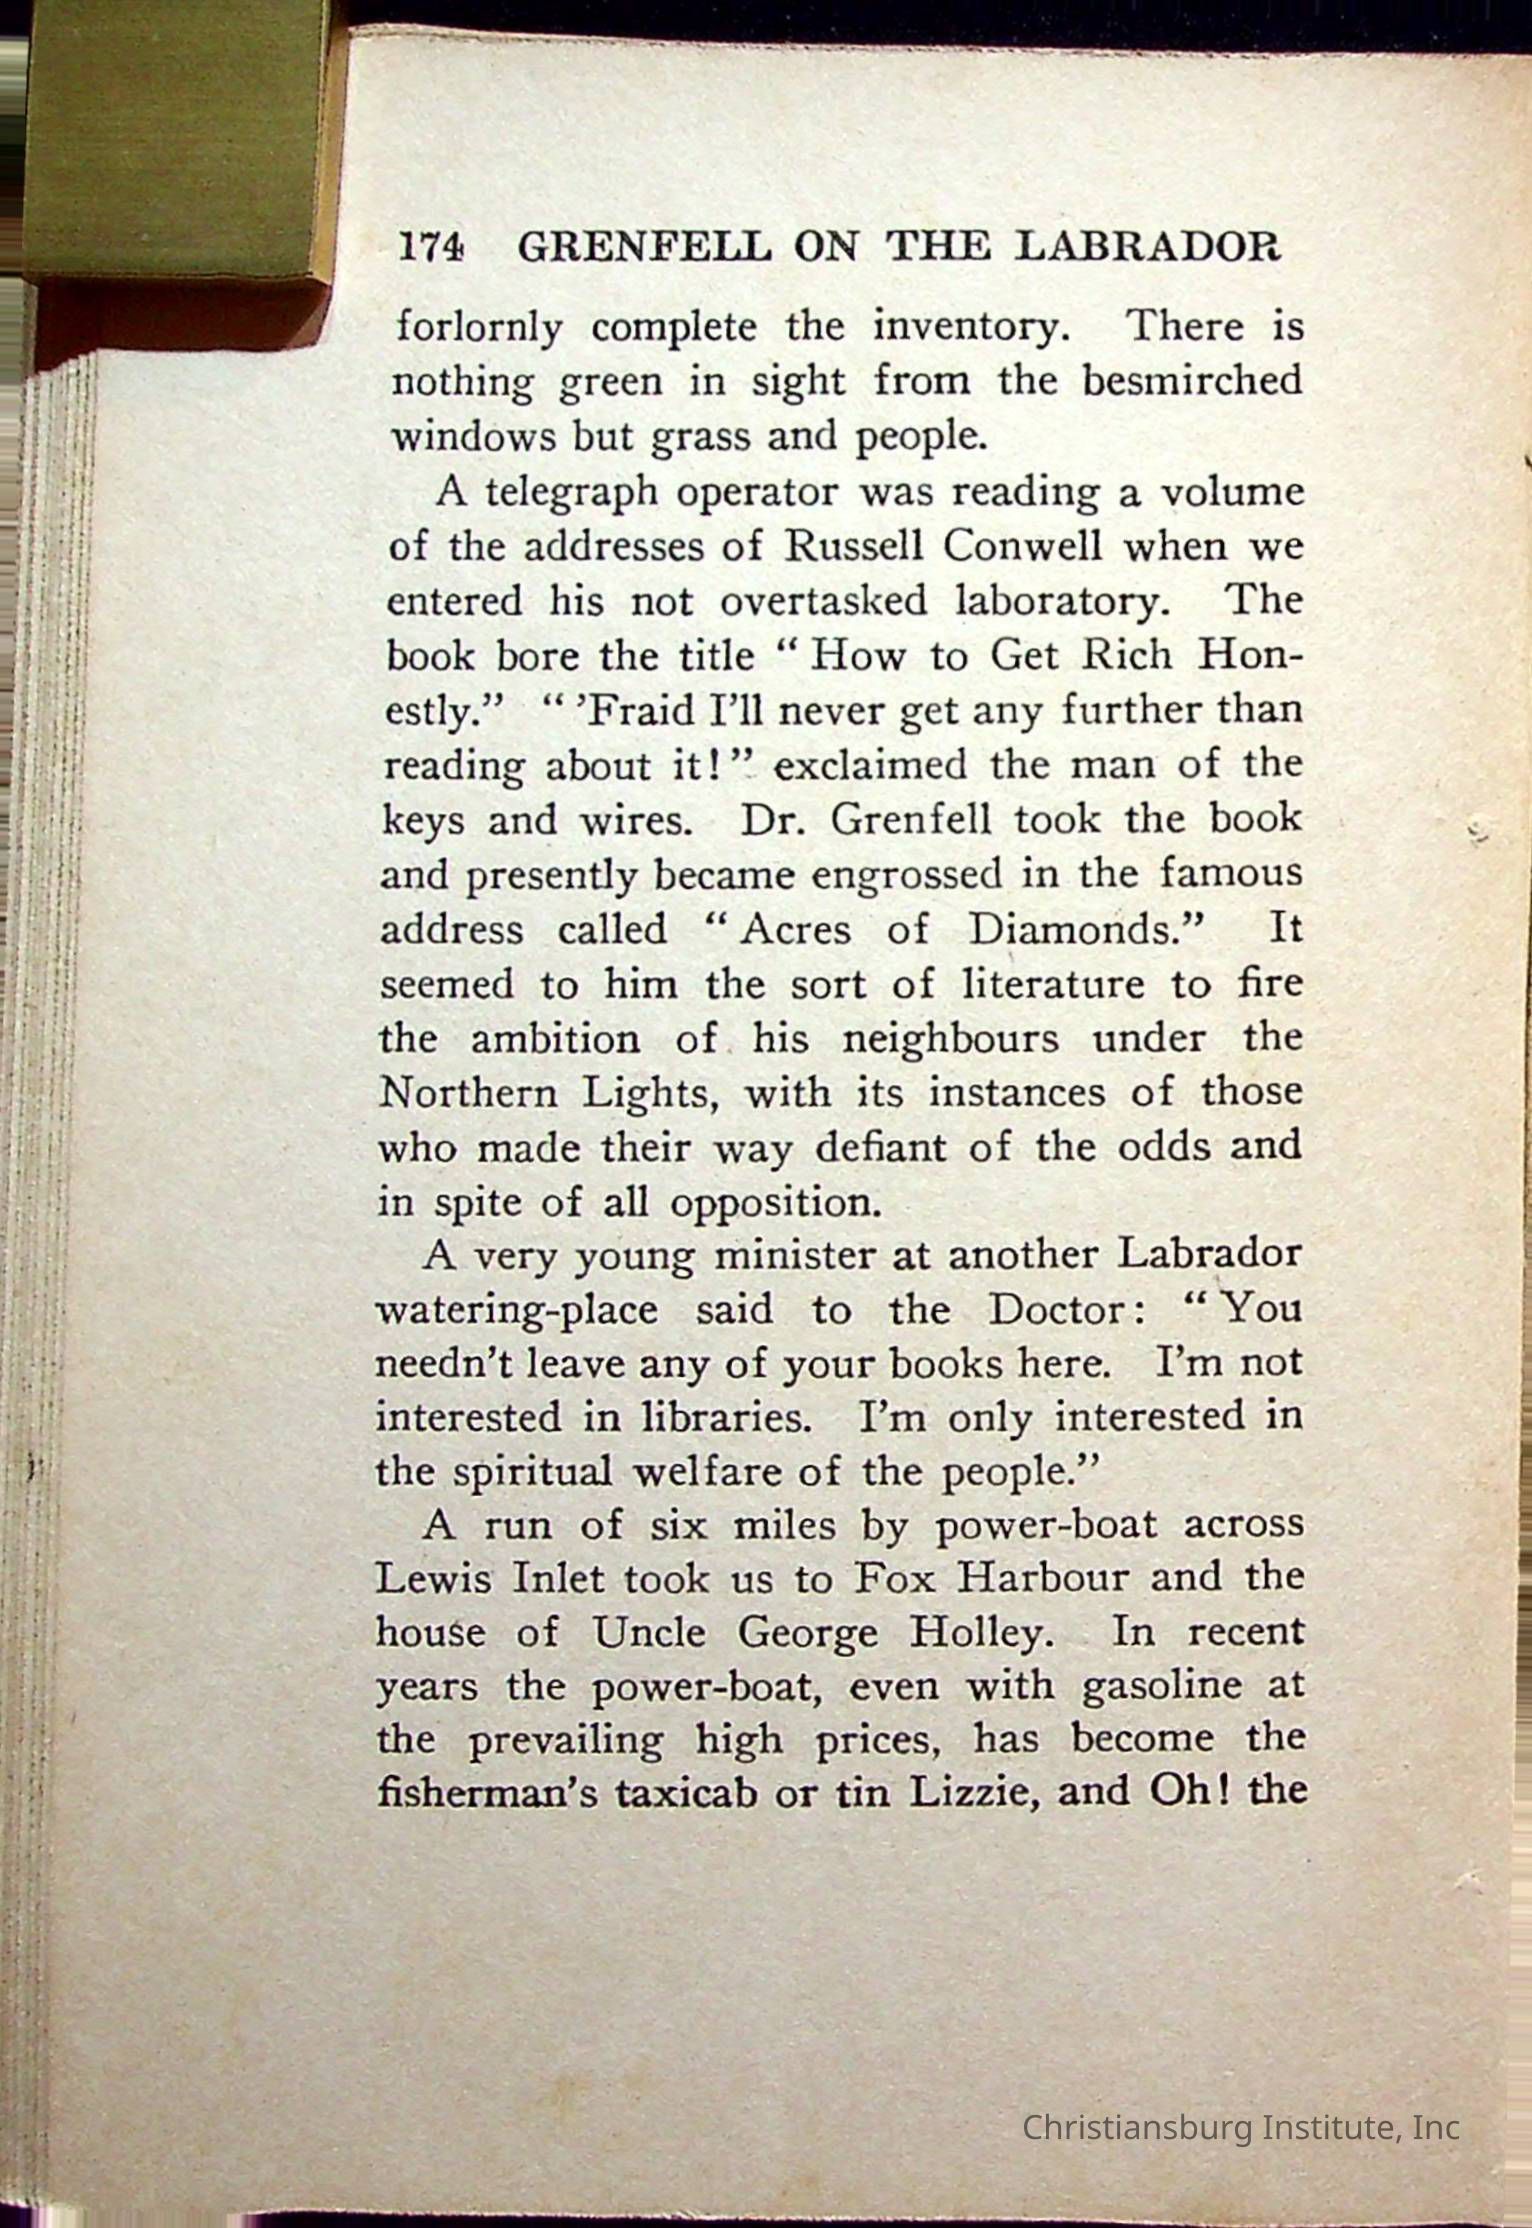 174 GRENFELL ON THE LABRADOR
forlornly complete the inventory. There is
nothing green in sight from the besmirched
windows but grass and people.
A telegraph operator was reading a volume
of the addresses of Russell Conwell when we
entered his not overtasked laboratory. The
book bore the title “ How to Get Rich Hon-
estly.” “ ’Fraid I’ll never get any further than
reading about it! ” exclaimed the man of the
keys and wires. Dr. Grenfell took the book
and presently became engrossed in the famous
address called “ Acres of Diamonds.” It
seemed to him the sort of literature to fire
the ambition of his neighbours under the
Northern Lights, with its instances of those
who made their way defiant of the odds and
in spite of all opposition.
A very young minister at another Labrador
watering-place said to the Doctor: “ You
needn’t leave any of your books here. I’m not
interested in libraries. I’m only interested in
the spiritual welfare of the people.”
A run of six miles by power-boat across
Lewis Inlet took us to Fox Harbour and the
house of Uncle George Holley. In recent
years the power-boat, even with gasoline at
the prevailing high prices, has become the
fisherman’s taxicab or tin Lizzie, and Oh! the
Christiansburg Institute, Inc